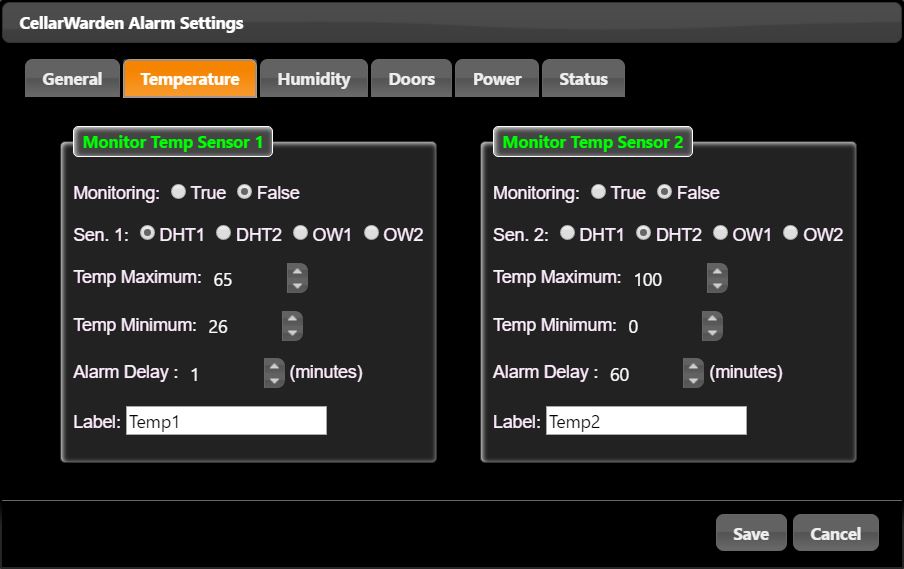 CellarWarden Alarm Settings
General Temperature Humidity Doors Power Status
Monitor Temp Sensor 1
Monitoring: True False
Sen. 1: DHT1 DHT2 OW1 OW2
Temp Maximum: 65
Temp Minimum: 26
Alarm Delay : 1 (minutes)
Label: Temp1
Monitor Temp Sensor 2
Monitoring: True False
Sen. 2: DHT1 DHT2 OW1 OW2
Temp Maximum: 100
Temp Minimum: 0
Alarm Delay : 60 (minutes)
Label: Temp2
Save Cancel